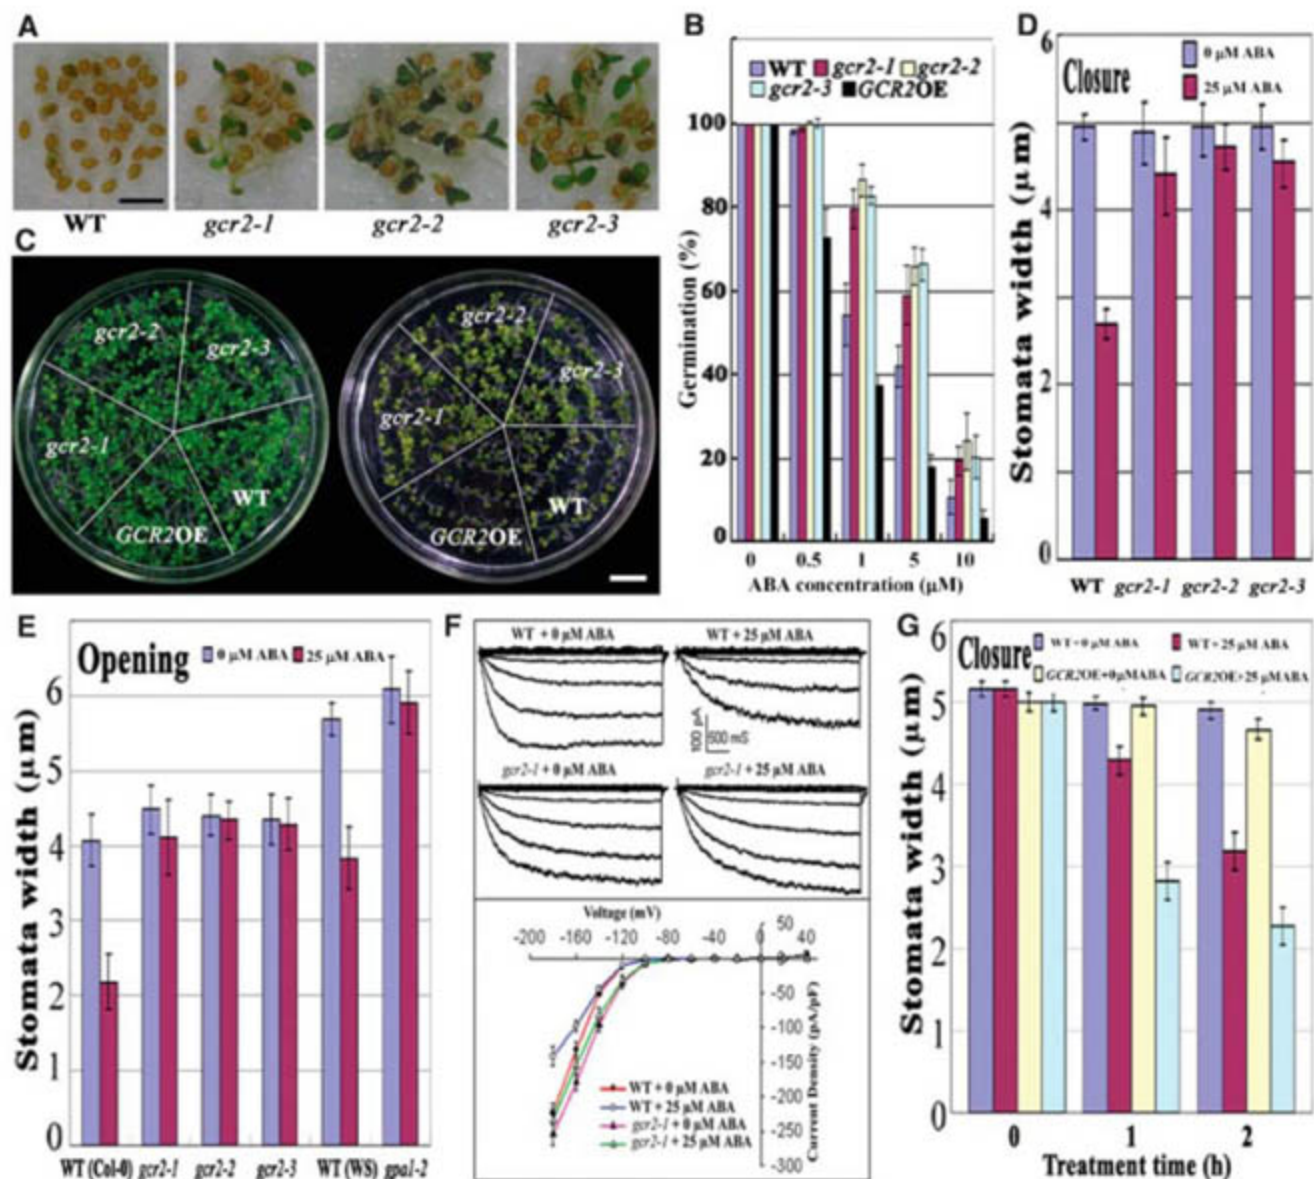 A
WT
gcr2-1
gcr2-2
gcr2-3
B
WT gcr2-1 gcr2-2
gcr2-3 GCR2OE
Germination (%)
100
80
60
40
20
0
0 0.5 1 5 10
ABA concentration (μM)
C
gcr2-2
gcr2-3
gcr2-1
WT
GCR2OE
gcr2-2
gcr2-3
gcr2-1
WT
GCR2OE
D
Closure
0 μM ABA
25 μM ABA
Stomata width (μm)
6
4
2
0
WT gcr2-1 gcr2-2 gcr2-3
E
Opening
0 μM ABA 25 μM ABA
Stomata width (μm)
6
5
4
3
2
1
0
WT (Col-0) gcr2-1 gcr2-2 gcr2-3 WT (WS) gpa1-2
F
WT + 0 μM ABA
WT + 25 μM ABA
100 pA
600 mS
gcr2-1 + 0 μM ABA
gcr2-1 + 25 μM ABA
Voltage (mV)
-200 -160 -120 -80 -40 0 40
50
-50
-100
-150
-200
-250
-300
Current Density (pA/pF)
WT + 0 μM ABA
WT + 25 μM ABA
gcr2-1 + 0 μM ABA
gcr2-1 + 25 μM ABA
G
Closure
WT + 0 μM ABA
WT + 25 μM ABA
GCR2OE+0μMABA
GCR2OE+25 μMABA
Stomata width (μm)
6
5
4
3
2
1
0
0 1 2
Treatment time (h)